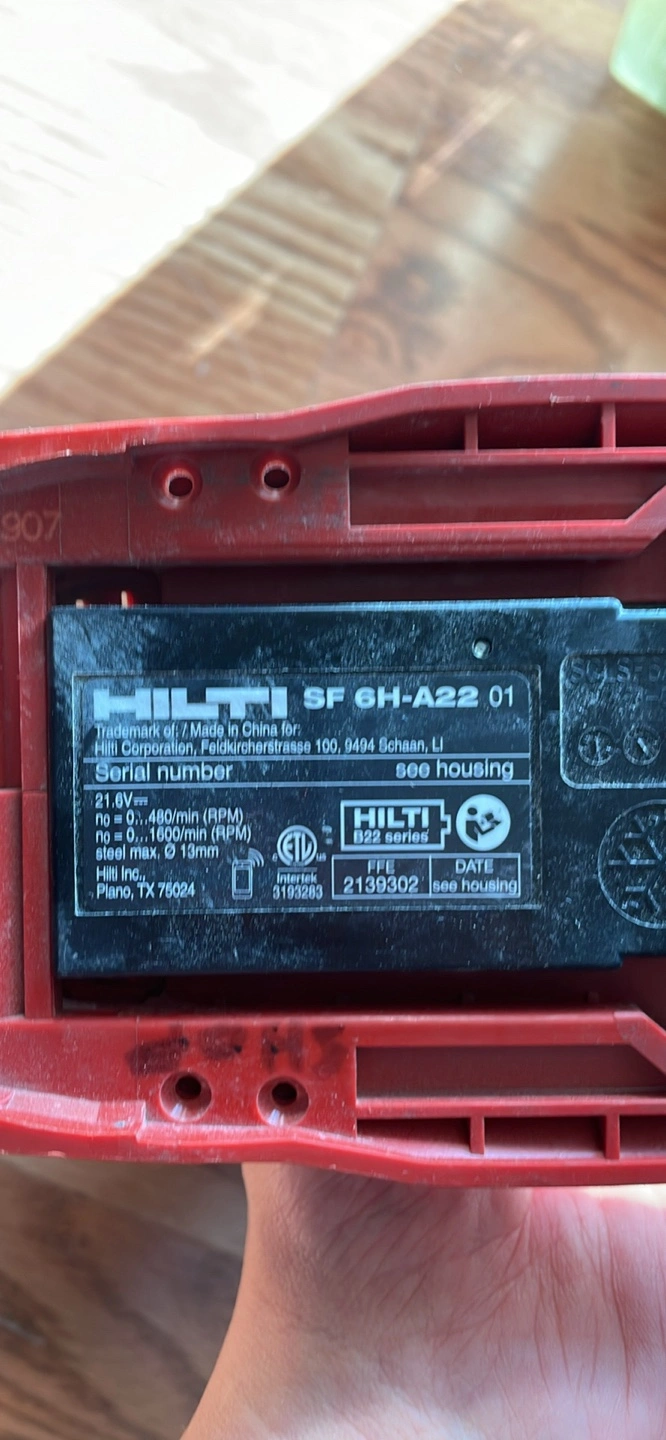 907
HILTI SF 6H-A22 01
Trademark of: / Made in China for:
Hilti Corporation, Feldkircherstrasse 100, 9494 Schaan, LI
Serial number see housing
21.6V⎓
n₀ = 0...480/min (RPM)
n₀ = 0...1600/min (RPM)
steel max. Ø 13mm
Hilti Inc.,
Plano, TX 75024
ETL
Intertek
3193283
HILTI
B22 series
FFE
2139302
DATE
see housing